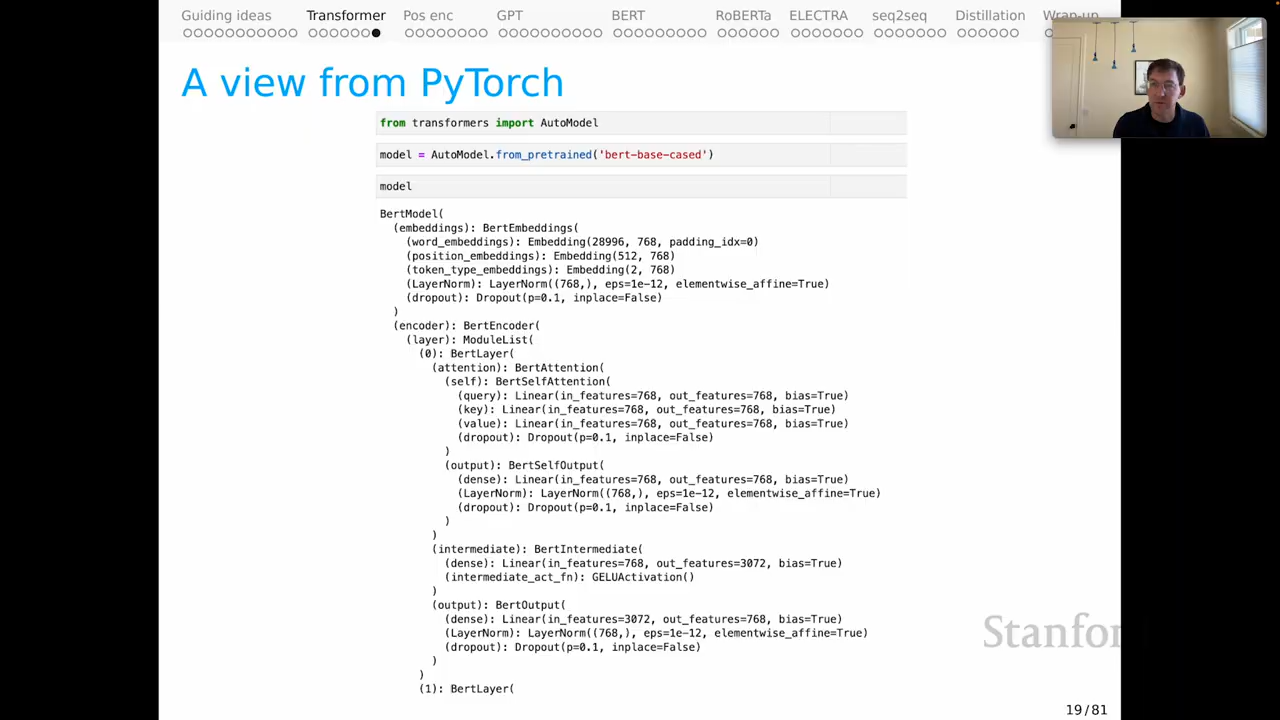 Guiding ideas Transformer Pos enc GPT BERT RoBERTa ELECTRA seq2seq Distillation Wrap-up
A view from PyTorch
from transformers import AutoModel
model = AutoModel.from_pretrained('bert-base-cased')
model
BertModel(
(embeddings): BertEmbeddings(
(word_embeddings): Embedding(28996, 768, padding_idx=0)
(position_embeddings): Embedding(512, 768)
(token_type_embeddings): Embedding(2, 768)
(LayerNorm): LayerNorm((768,), eps=1e-12, elementwise_affine=True)
(dropout): Dropout(p=0.1, inplace=False)
)
(encoder): BertEncoder(
(layer): ModuleList(
(0): BertLayer(
(attention): BertAttention(
(self): BertSelfAttention(
(query): Linear(in_features=768, out_features=768, bias=True)
(key): Linear(in_features=768, out_features=768, bias=True)
(value): Linear(in_features=768, out_features=768, bias=True)
(dropout): Dropout(p=0.1, inplace=False)
)
(output): BertSelfOutput(
(dense): Linear(in_features=768, out_features=768, bias=True)
(LayerNorm): LayerNorm((768,), eps=1e-12, elementwise_affine=True)
(dropout): Dropout(p=0.1, inplace=False)
)
)
(intermediate): BertIntermediate(
(dense): Linear(in_features=768, out_features=3072, bias=True)
(intermediate_act_fn): GELUActivation()
)
(output): BertOutput(
(dense): Linear(in_features=3072, out_features=768, bias=True)
(LayerNorm): LayerNorm((768,), eps=1e-12, elementwise_affine=True)
(dropout): Dropout(p=0.1, inplace=False)
)
)
(1): BertLayer(
Stanfor
19/81